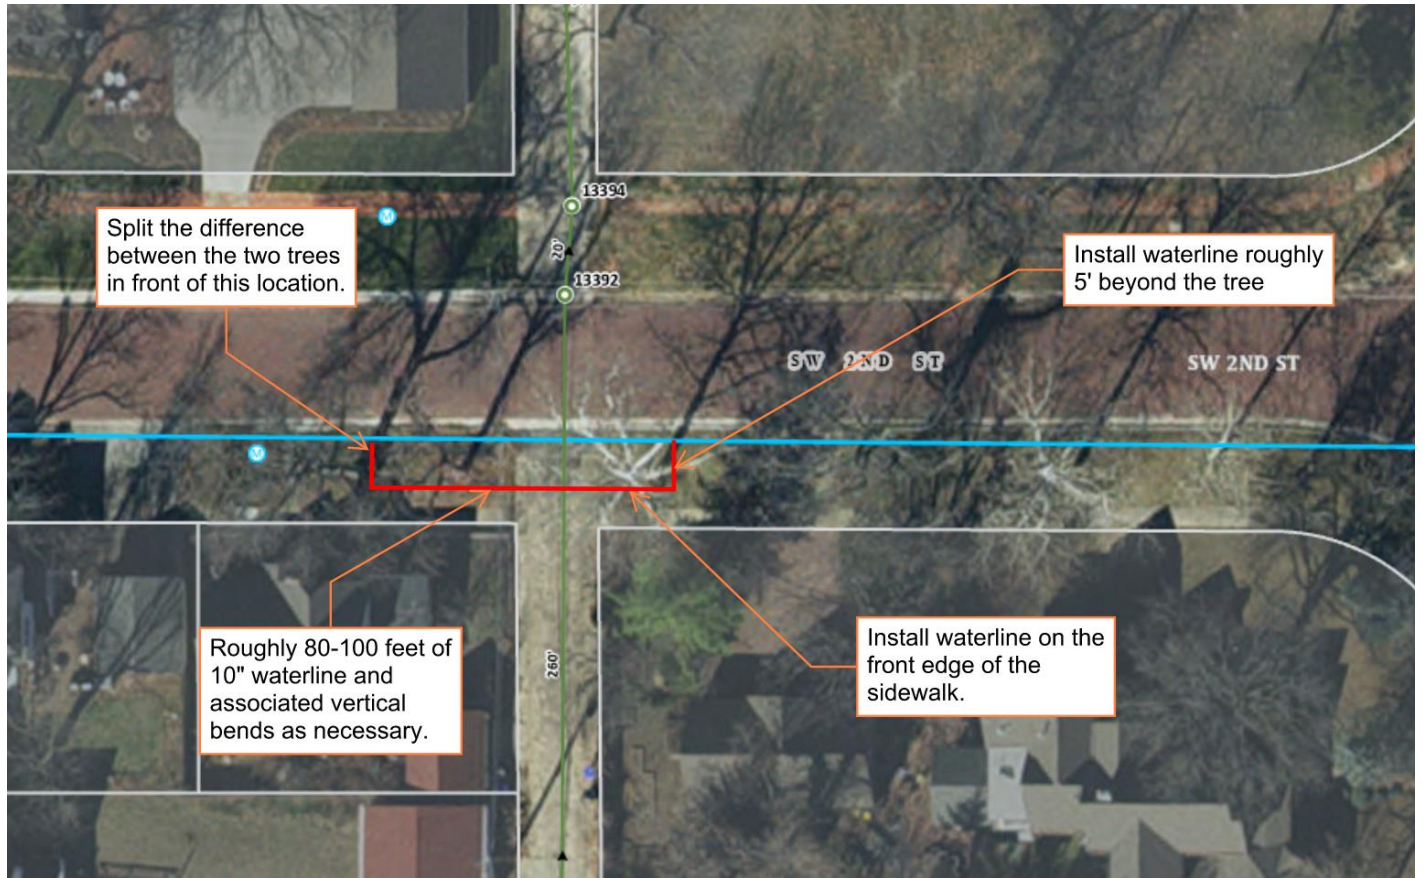 13394
20'
13392
Split the difference
between the two trees
in front of this location.
Install waterline roughly
5' beyond the tree
SW 2ND ST
SW 2ND ST
M
M
Roughly 80-100 feet of
10" waterline and
associated vertical
bends as necessary.
260'
Install waterline on the
front edge of the
sidewalk.